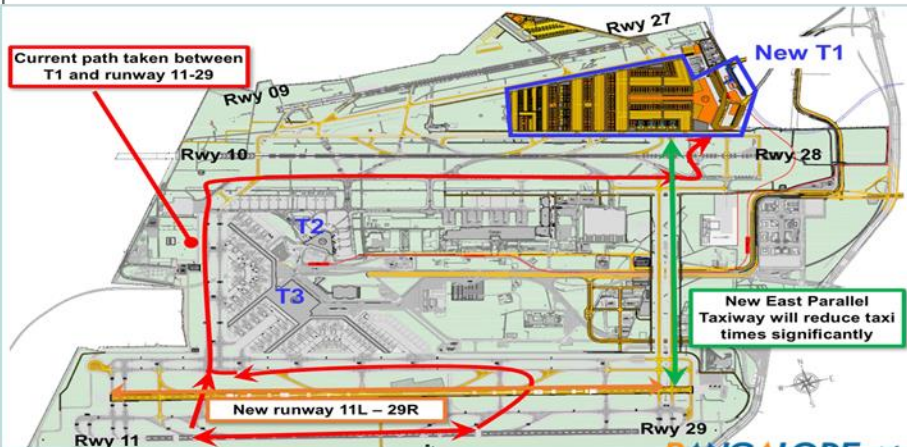 Rwy 27
Current path taken between
T1 and runway 11-29
New T1
Rwy 09
Rwy 10
Rwy 28
T2
T3
New East Parallel
Taxiway will reduce taxi
times significantly
New runway 11L – 29R
Rwy 11
Rwy 29